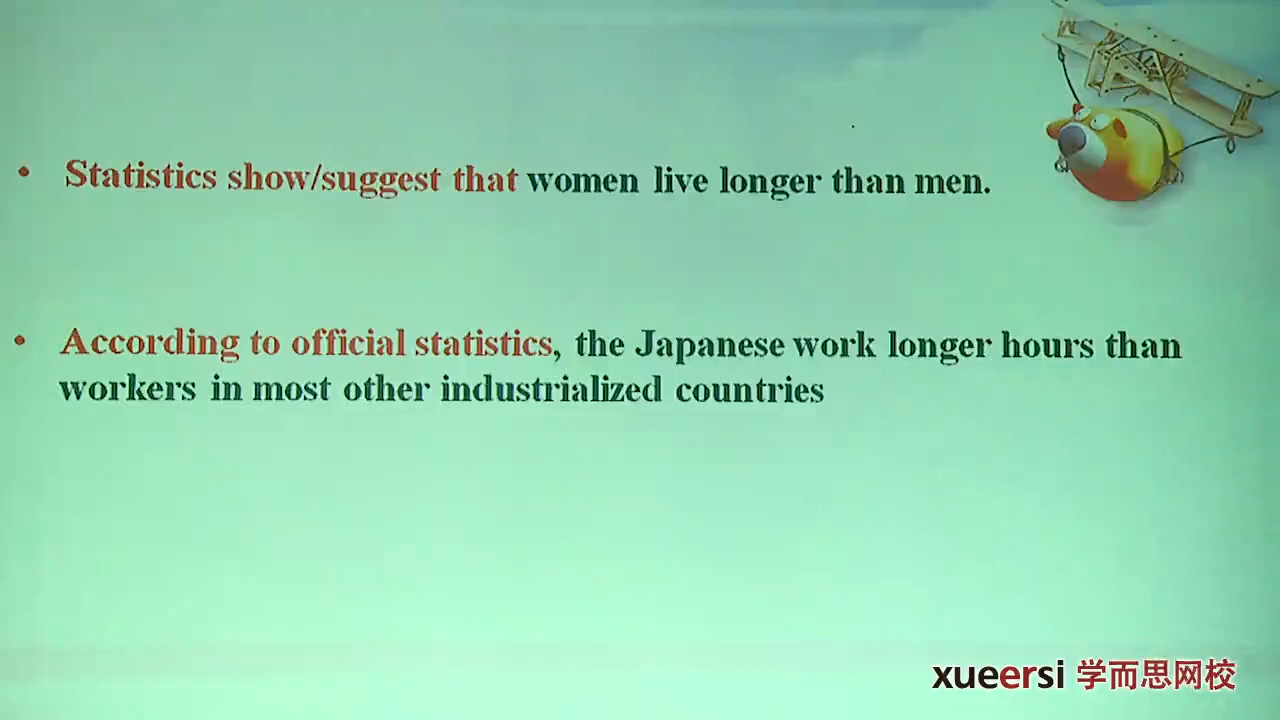 • Statistics show/suggest that women live longer than men.
• According to official statistics, the Japanese work longer hours than
workers in most other industrialized countries
xueersi 学而思网校